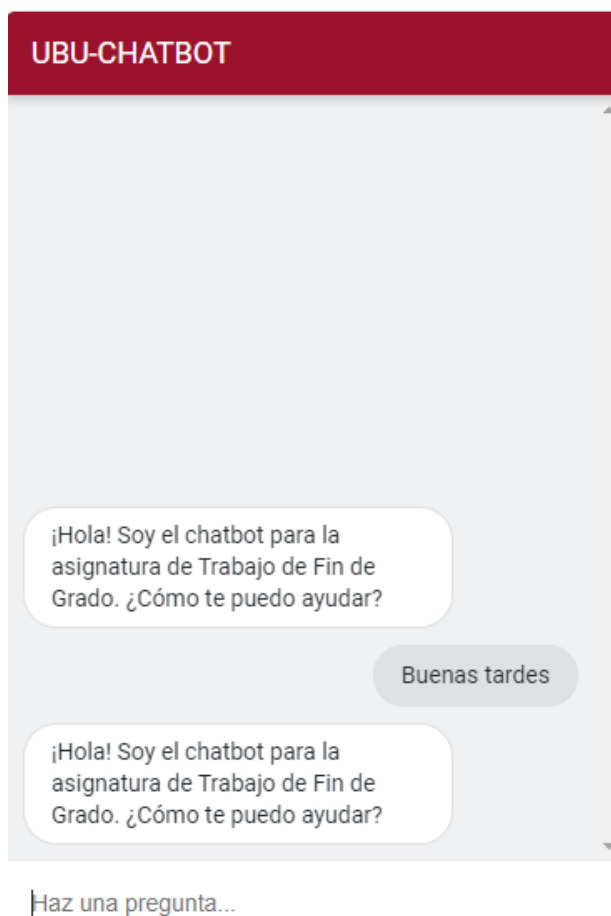 UBU-CHATBOT
¡Hola! Soy el chatbot para la
asignatura de Trabajo de Fin de
Grado. ¿Cómo te puedo ayudar?
Buenas tardes
¡Hola! Soy el chatbot para la
asignatura de Trabajo de Fin de
Grado. ¿Cómo te puedo ayudar?
Haz una pregunta...